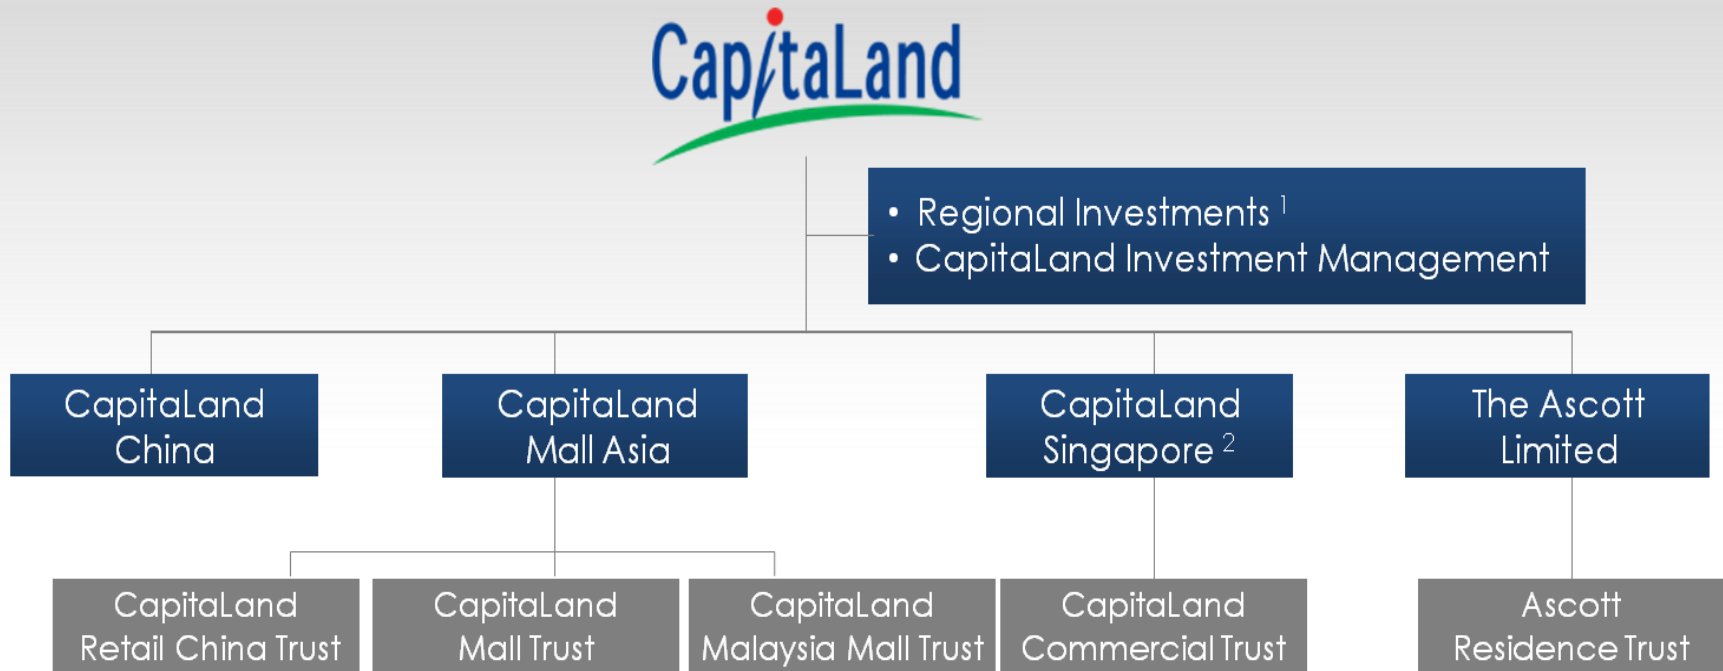 CapitaLand
• Regional Investments 1
• CapitaLand Investment Management
CapitaLand
China
CapitaLand
Mall Asia
CapitaLand
Singapore 2
The Ascott
Limited
CapitaLand
Retail China Trust
CapitaLand
Mall Trust
CapitaLand
Malaysia Mall Trust
CapitaLand
Commercial Trust
Ascott
Residence Trust